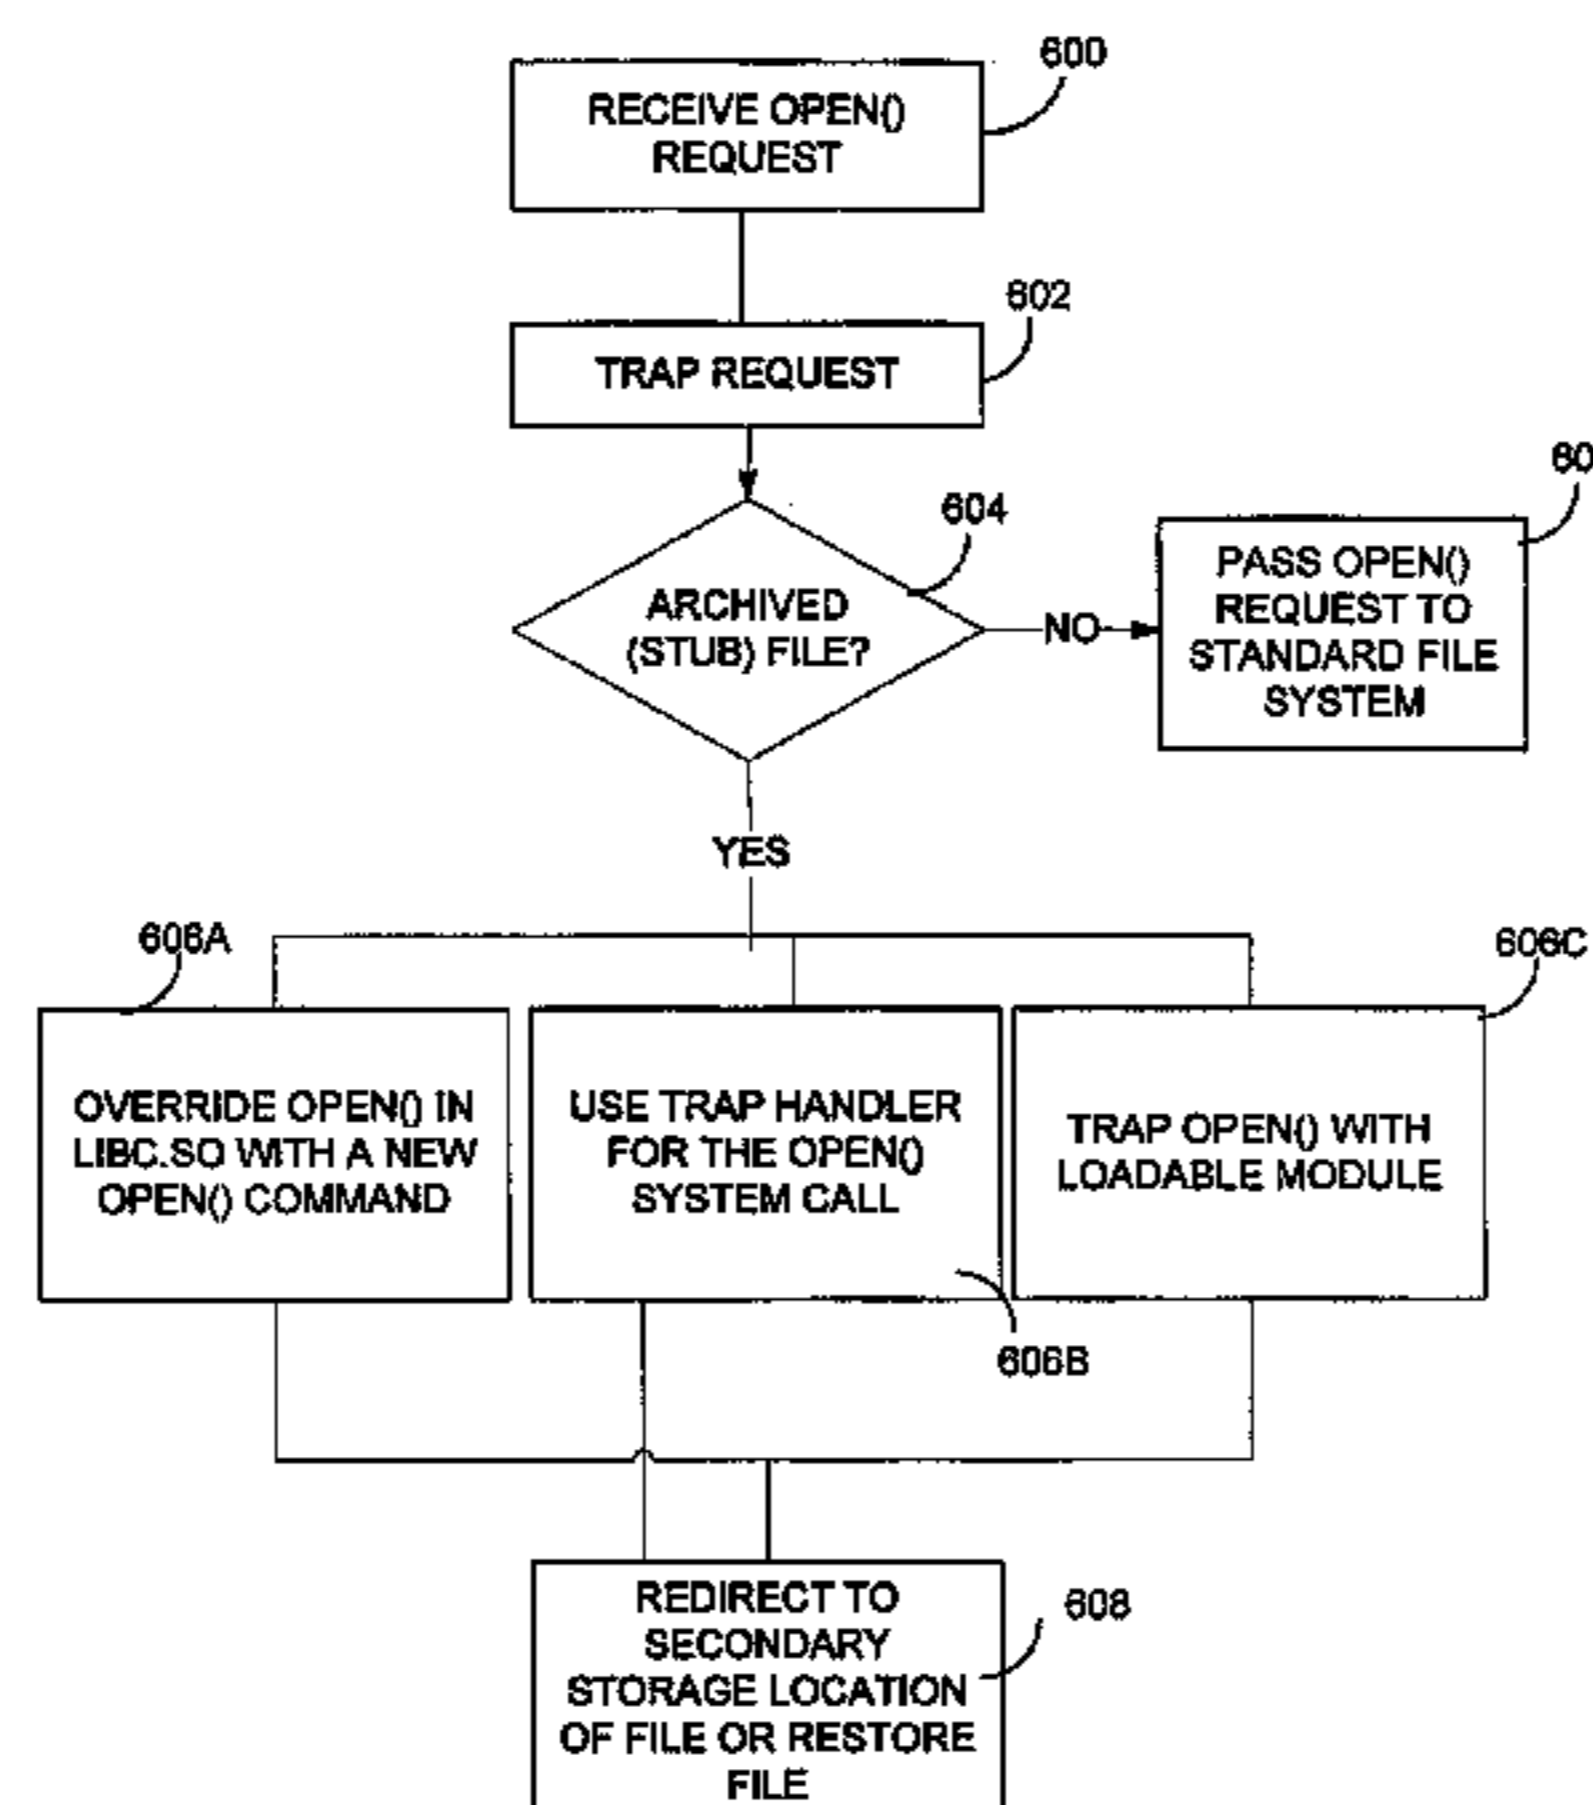 600
RECEIVE OPEN()
REQUEST
602
TRAP REQUEST
604
ARCHIVED
(STUB) FILE?
NO
60
PASS OPEN()
REQUEST TO
STANDARD FILE
SYSTEM
YES
606A
OVERRIDE OPEN() IN
LIBC.SO WITH A NEW
OPEN() COMMAND
USE TRAP HANDLER
FOR THE OPEN()
SYSTEM CALL
606B
606C
TRAP OPEN() WITH
LOADABLE MODULE
608
REDIRECT TO
SECONDARY
STORAGE LOCATION
OF FILE OR RESTORE
FILE